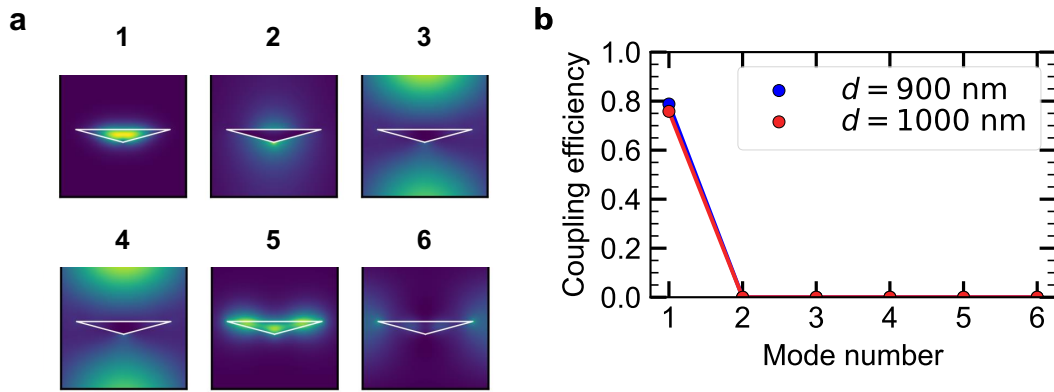 a
1 2 3
4 5 6
b
Coupling efficiency
1.0
0.8
0.6
0.4
0.2
0.0
d = 900 nm
d = 1000 nm
1 2 3 4 5 6
Mode number